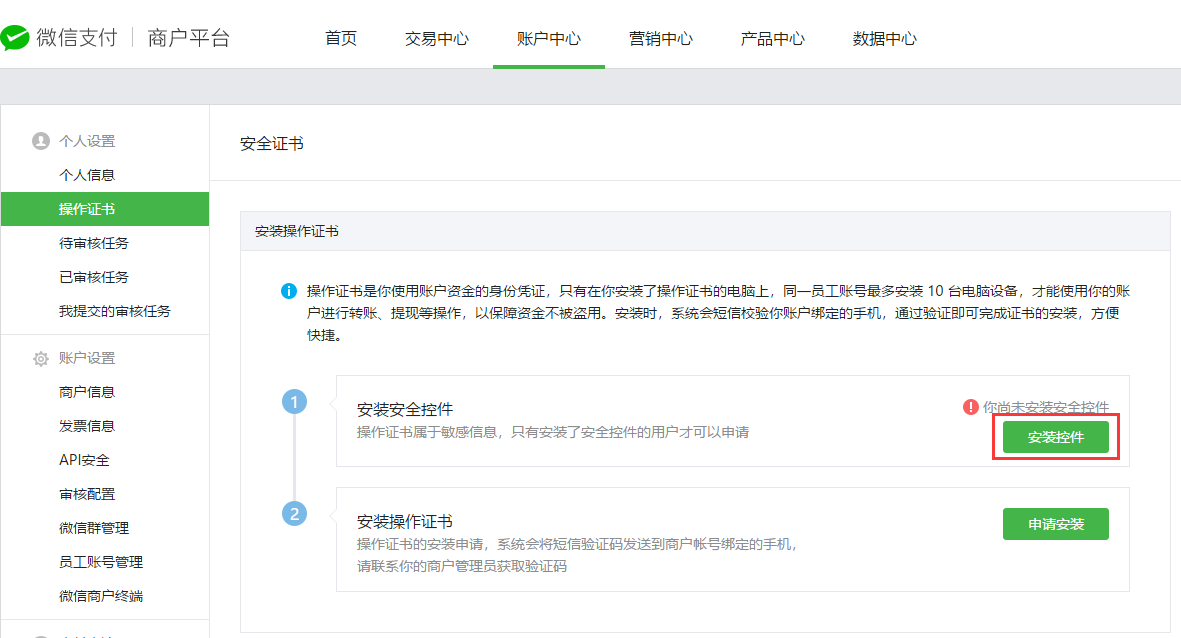 微信支付 商户平台 首页 交易中心 账户中心 营销中心 产品中心 数据中心
个人设置
个人信息
操作证书
待审核任务
已审核任务
我提交的审核任务
账户设置
商户信息
发票信息
API安全
审核配置
微信群管理
员工账号管理
微信商户终端
安全证书
安装操作证书
操作证书是你使用账户资金的身份凭证，只有在你安装了操作证书的电脑上，同一员工账号最多安装 10 台电脑设备，才能使用你的账
户进行转账、提现等操作，以保障资金不被盗用。安装时，系统会短信校验你账户绑定的手机，通过验证即可完成证书的安装，方便
快捷。
1
安装安全控件
操作证书属于敏感信息，只有安装了安全控件的用户才可以申请
你尚未安装安全控件
安装控件
2
安装操作证书
操作证书的安装申请，系统会将短信验证码发送到商户帐号绑定的手机，
请联系你的商户管理员获取验证码
申请安装